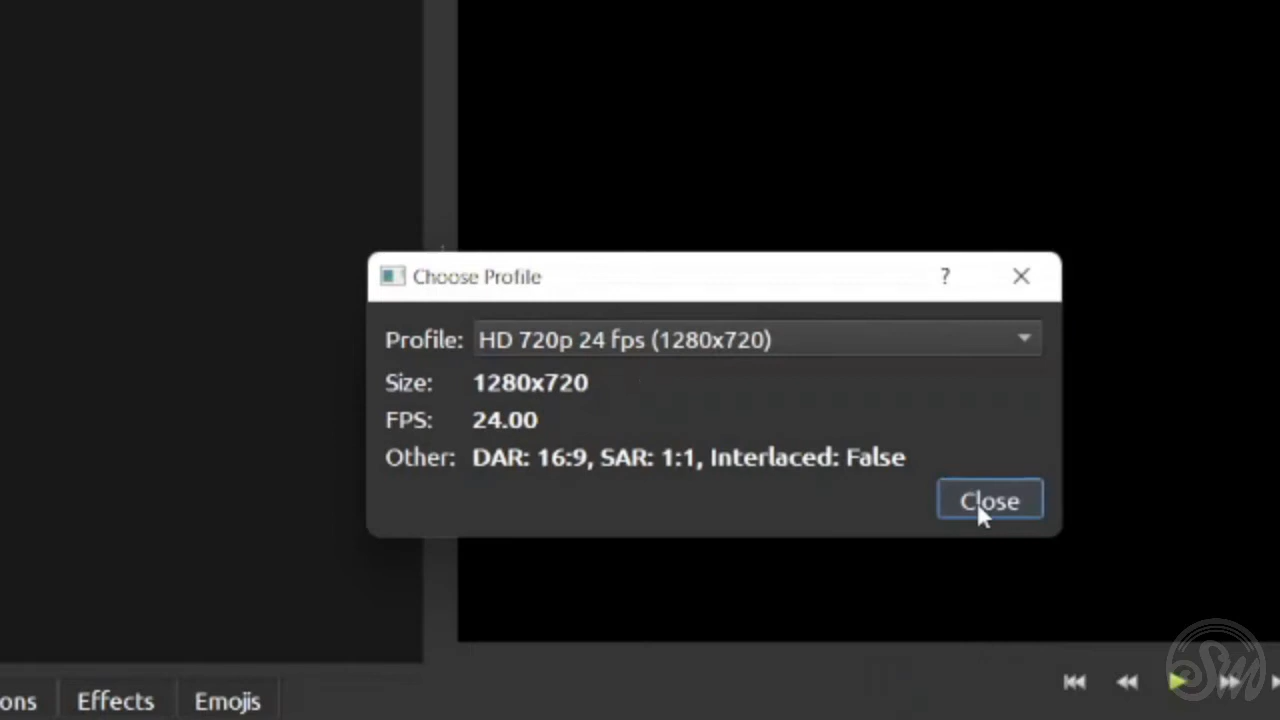 Choose Profile
?
Profile: HD 720p 24 fps (1280x720)
Size: 1280x720
FPS: 24.00
Other: DAR: 16:9, SAR: 1:1, Interlaced: False
Close
ons Effects Emojis
SM